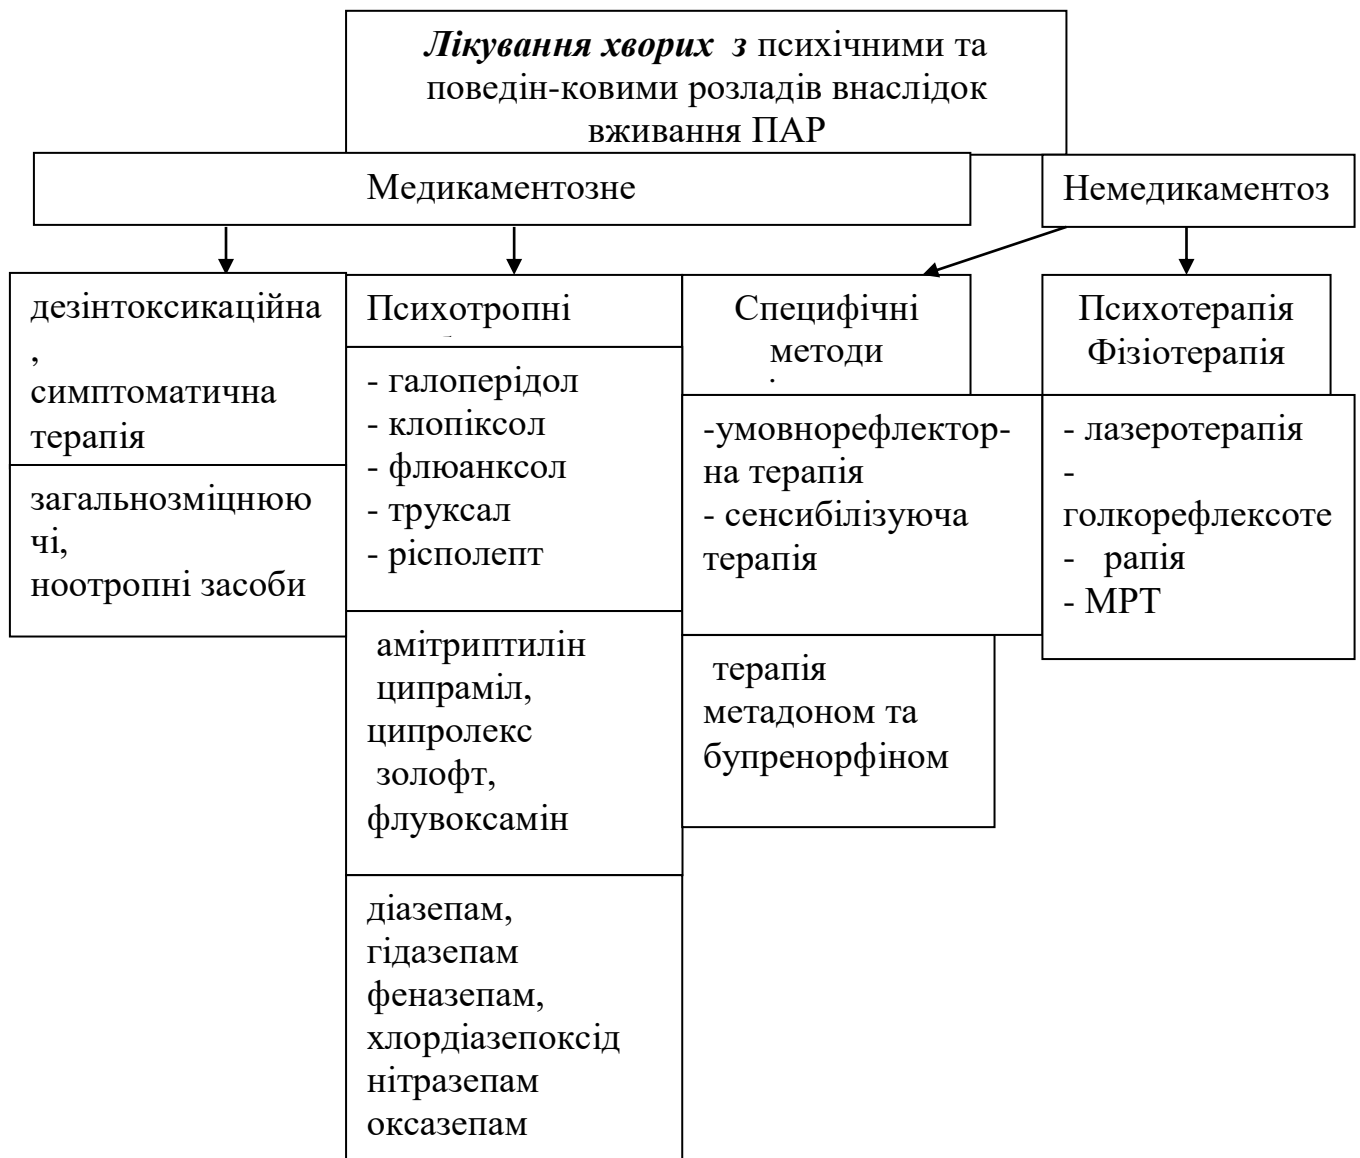 Лікування хворих з психічними та
поведін-ковими розладів внаслідок
вживання ПАР
Медикаментозне
Немедикаментоз
дезінтоксикаційна
,
симптоматична
терапія
загальнозміцнюю
чі,
ноотропні засоби
Психотропні
- галоперідол
- клопіксол
- флюанксол
- труксал
- рісполепт
амітриптилін
ципраміл,
ципролекс
золофт,
флувоксамін
діазепам,
гідазепам
феназепам,
хлордіазепоксід
нітразепам
оксазепам
Специфічні
методи
-умовнорефлектор-
на терапія
- сенсибілізуюча
терапія
терапія
метадоном та
бупренорфіном
Психотерапія
Фізіотерапія
- лазеротерапія
-
голкорефлексоте
- рапія
- МРТ